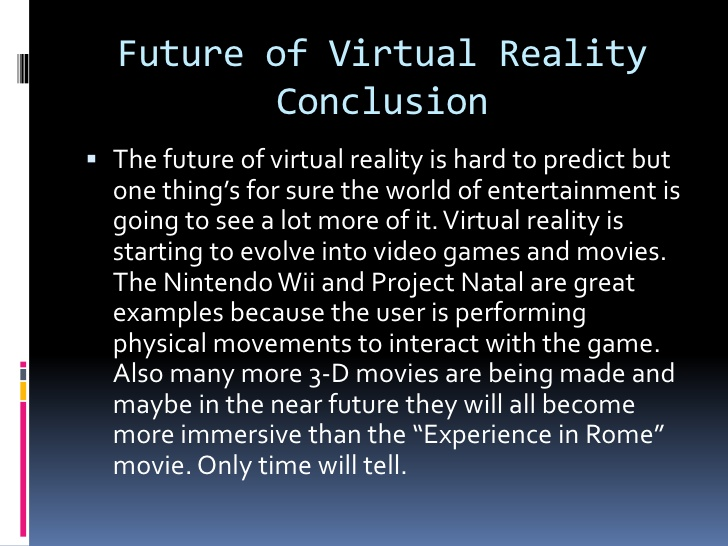 Future of Virtual Reality
Conclusion
▪ The future of virtual reality is hard to predict but
one thing’s for sure the world of entertainment is
going to see a lot more of it. Virtual reality is
starting to evolve into video games and movies.
The Nintendo Wii and Project Natal are great
examples because the user is performing
physical movements to interact with the game.
Also many more 3-D movies are being made and
maybe in the near future they will all become
more immersive than the “Experience in Rome”
movie. Only time will tell.